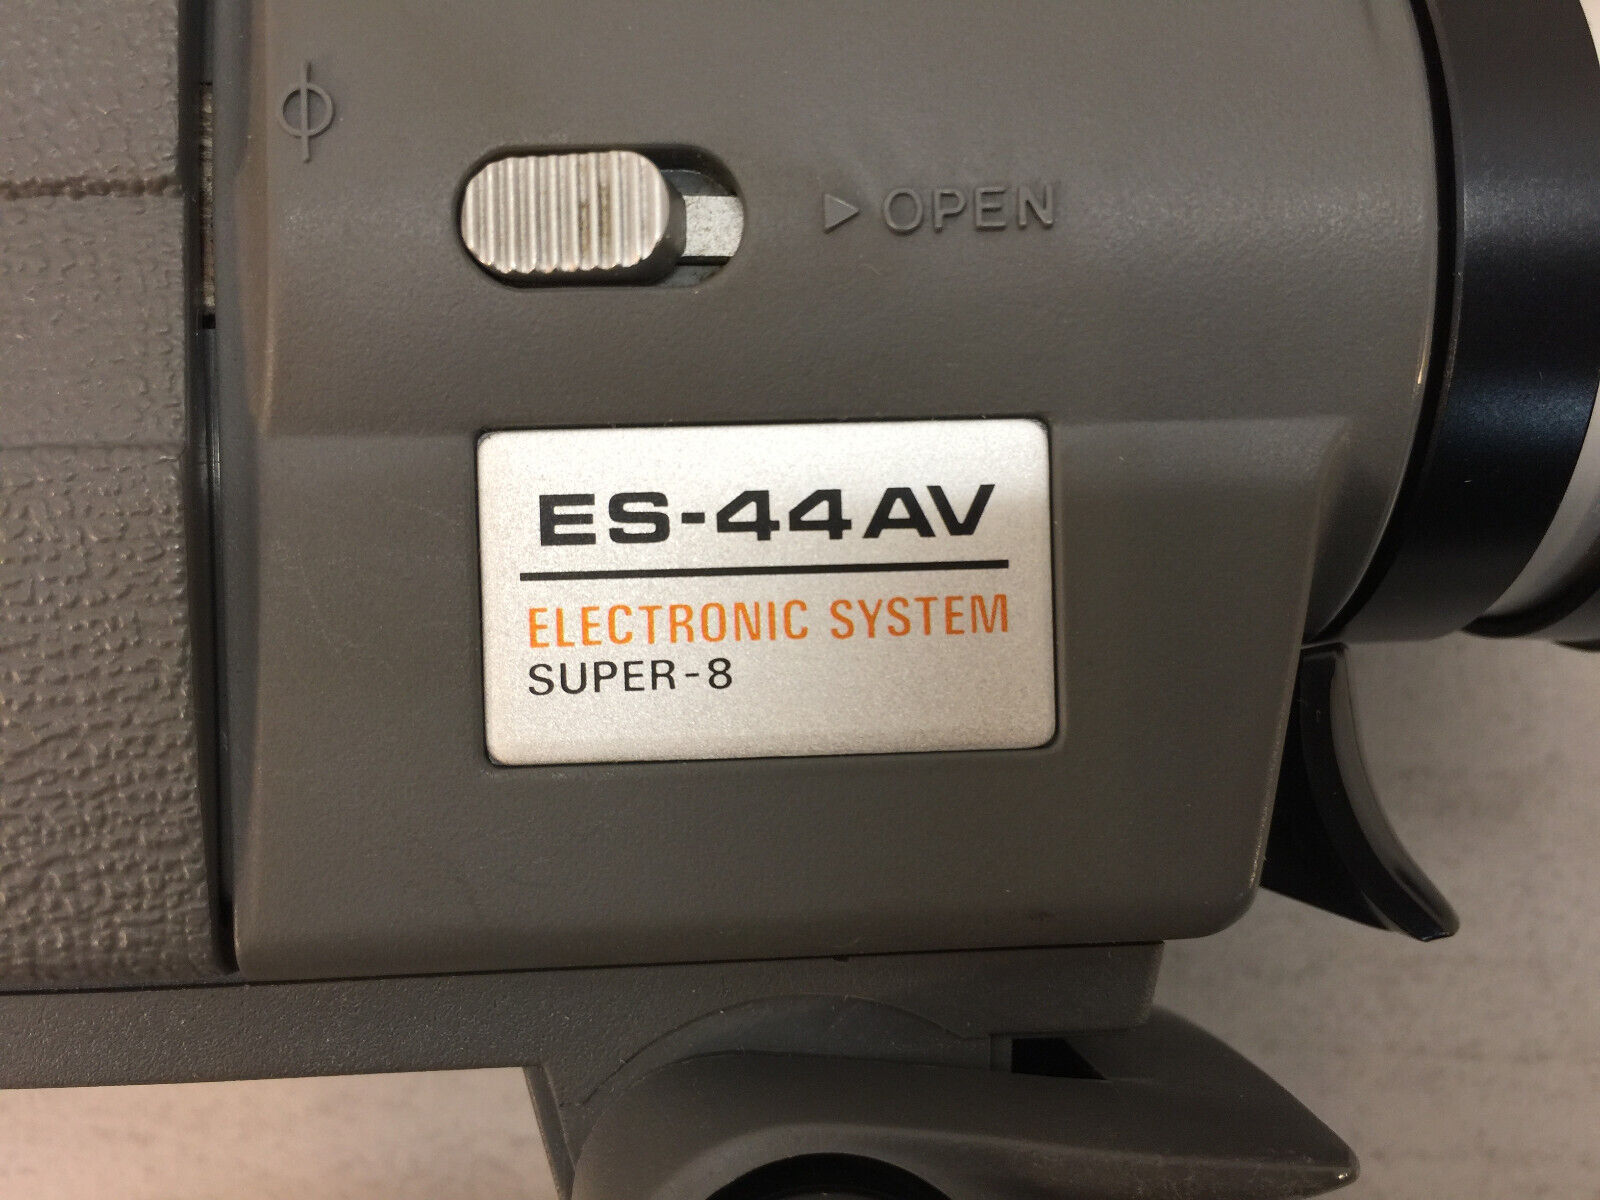 ▷ OPEN
ES-44AV
ELECTRONIC SYSTEM
SUPER-8